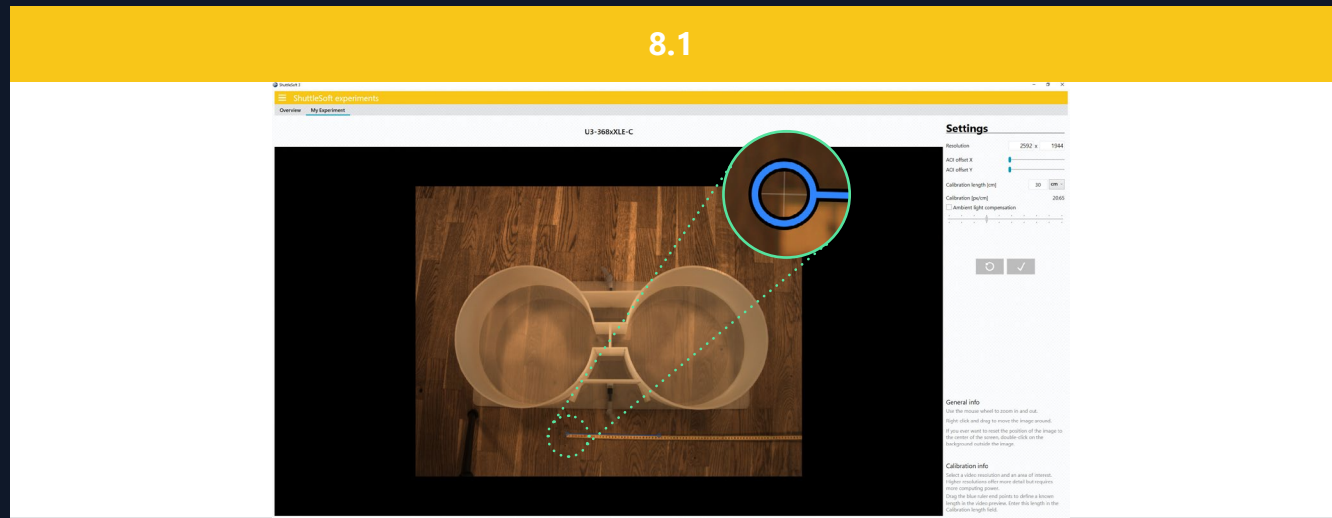 8.1
ShuttleSoft 3
ShuttleSoft experiments
Overview My Experiment
U3-368xXLE-C
Settings
Resolution 2592 x 1944
AOI offset X
AOI offset Y
Calibration length [cm] 30 cm
Calibration [px/cm] 20.65
Ambient light compensation
General info
Use the mouse wheel to zoom in and out.
Right-click and drag to move the image around.
If you ever want to reset the position of the image to
the center of the screen, double-click on the
background outside the image.
Calibration info
Select a video resolution and an area of interest.
Higher resolutions offer more detail but requires
more computing power.
Drag the blue ruler end points to define a known
length in the video preview. Enter this length in the
Calibration length field.